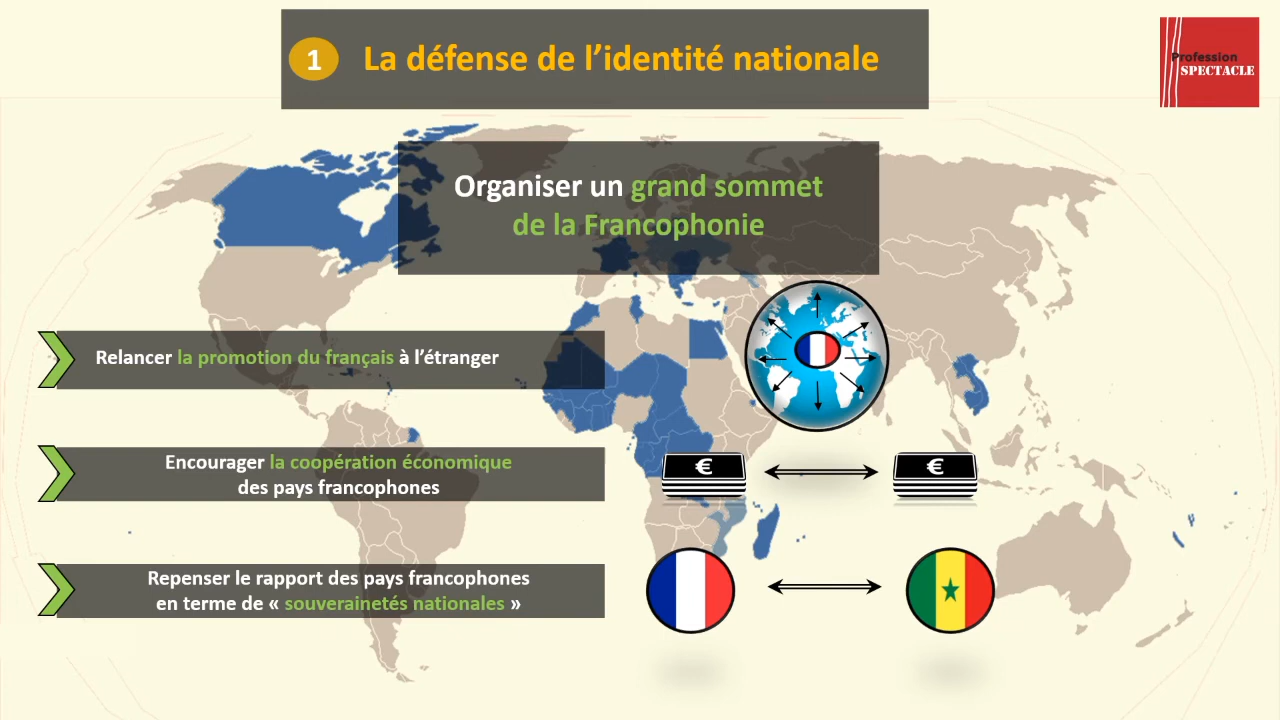 1 La défense de l’identité nationale
Profession
SPECTACLE
Organiser un grand sommet
de la Francophonie
Relancer la promotion du français à l’étranger
Encourager la coopération économique
des pays francophones
€ €
Repenser le rapport des pays francophones
en terme de « souverainetés nationales »